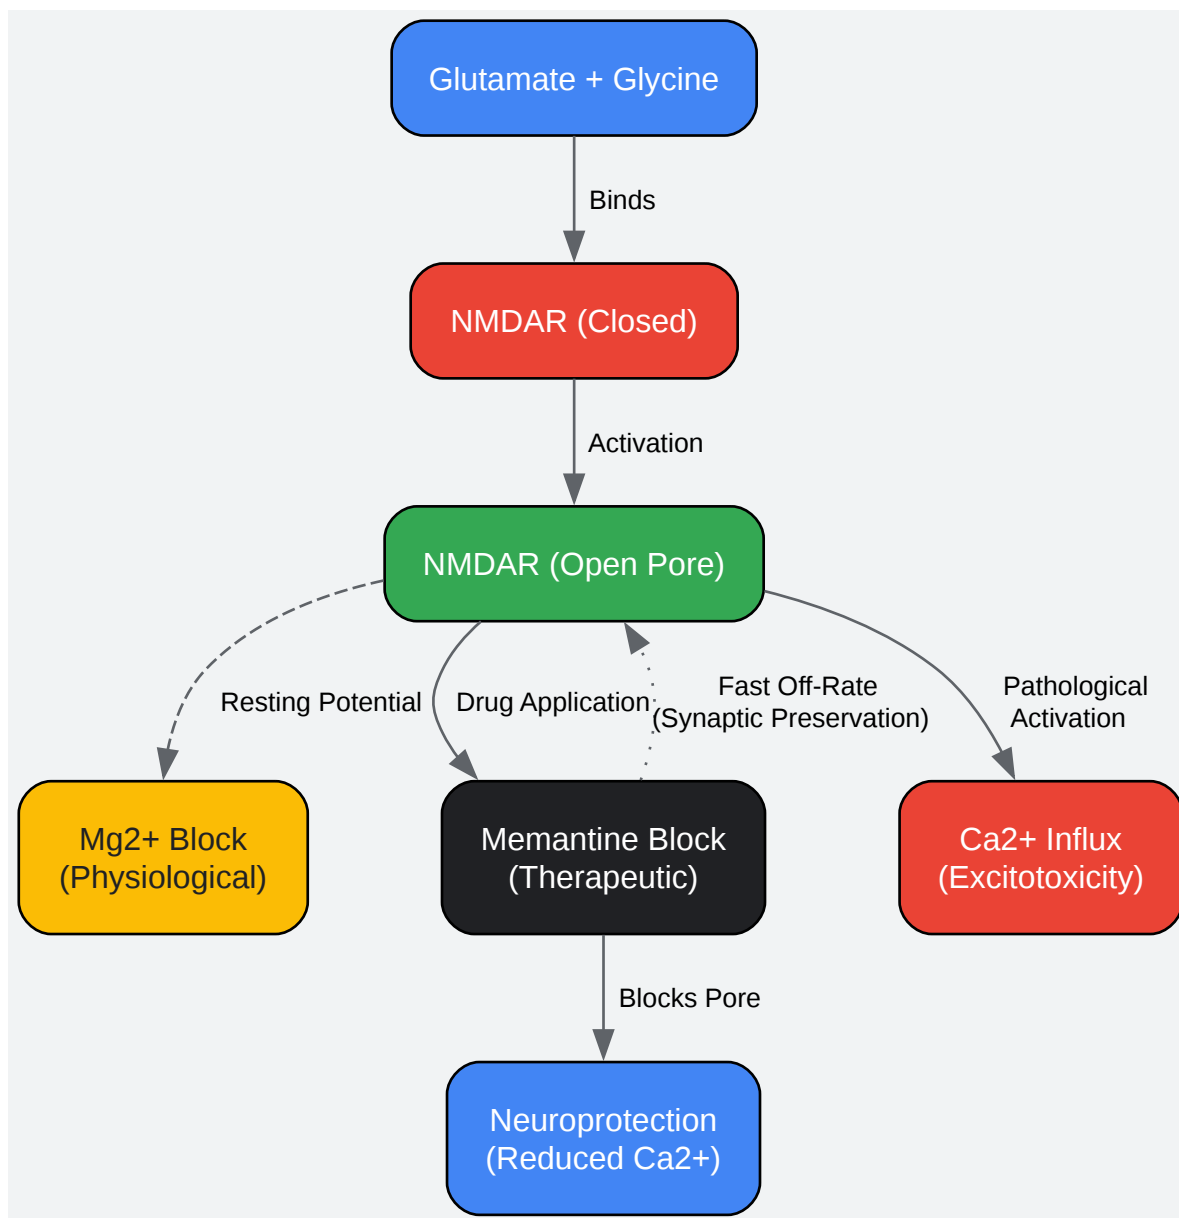 Glutamate + Glycine
Binds
NMDAR (Closed)
Activation
NMDAR (Open Pore)
Resting Potential
Drug Application
Fast Off-Rate
(Synaptic Preservation)
Pathological
Activation
Mg2+ Block
(Physiological)
Memantine Block
(Therapeutic)
Ca2+ Influx
(Excitotoxicity)
Blocks Pore
Neuroprotection
(Reduced Ca2+)